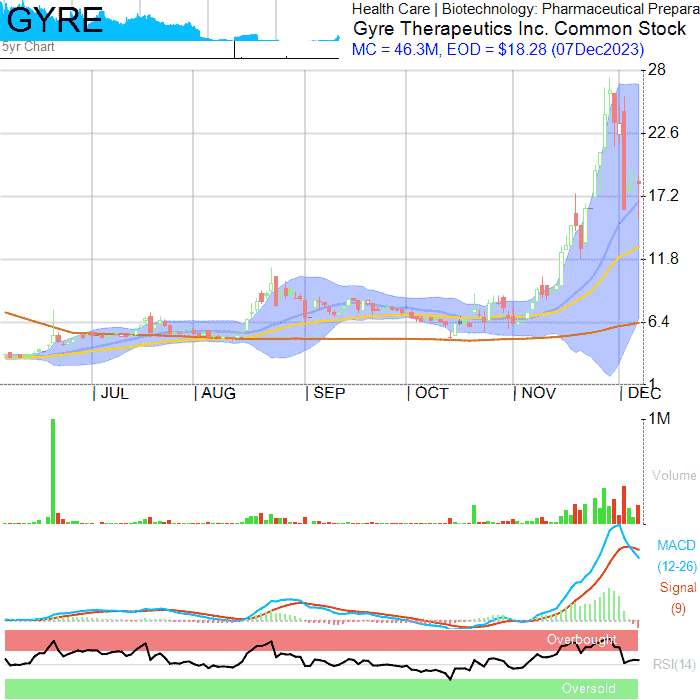 GYRE
5yr Chart
Health Care | Biotechnology: Pharmaceutical Prepara
Gyre Therapeutics Inc. Common Stock
MC = 46.3M, EOD = $18.28 (07Dec2023)
28
22.6
17.2
11.8
6.4
1
JUL AUG SEP OCT NOV DEC
1M
Volume
MACD
(12-26)
Signal
(9)
Overbought
RSI(14)
Oversold